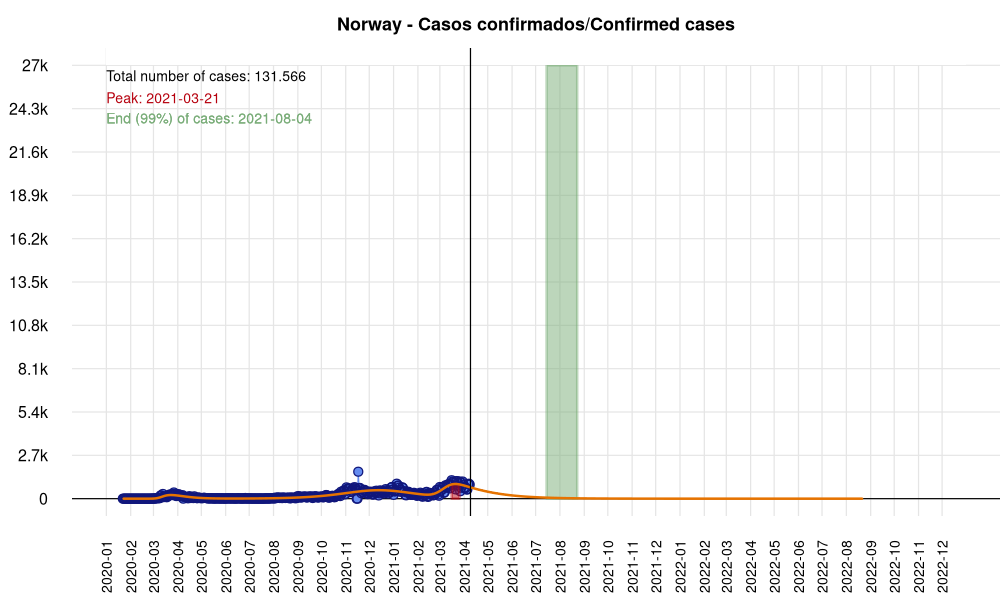 Norway - Casos confirmados/Confirmed cases
Total number of cases: 131.566
Peak: 2021-03-21
End (99%) of cases: 2021-08-04
27k
24.3k
21.6k
18.9k
16.2k
13.5k
10.8k
8.1k
5.4k
2.7k
0
2020-01
2020-02
2020-03
2020-04
2020-05
2020-06
2020-07
2020-08
2020-09
2020-10
2020-11
2020-12
2021-01
2021-02
2021-03
2021-04
2021-05
2021-06
2021-07
2021-08
2021-09
2021-10
2021-11
2021-12
2022-01
2022-02
2022-03
2022-04
2022-05
2022-06
2022-07
2022-08
2022-09
2022-10
2022-11
2022-12